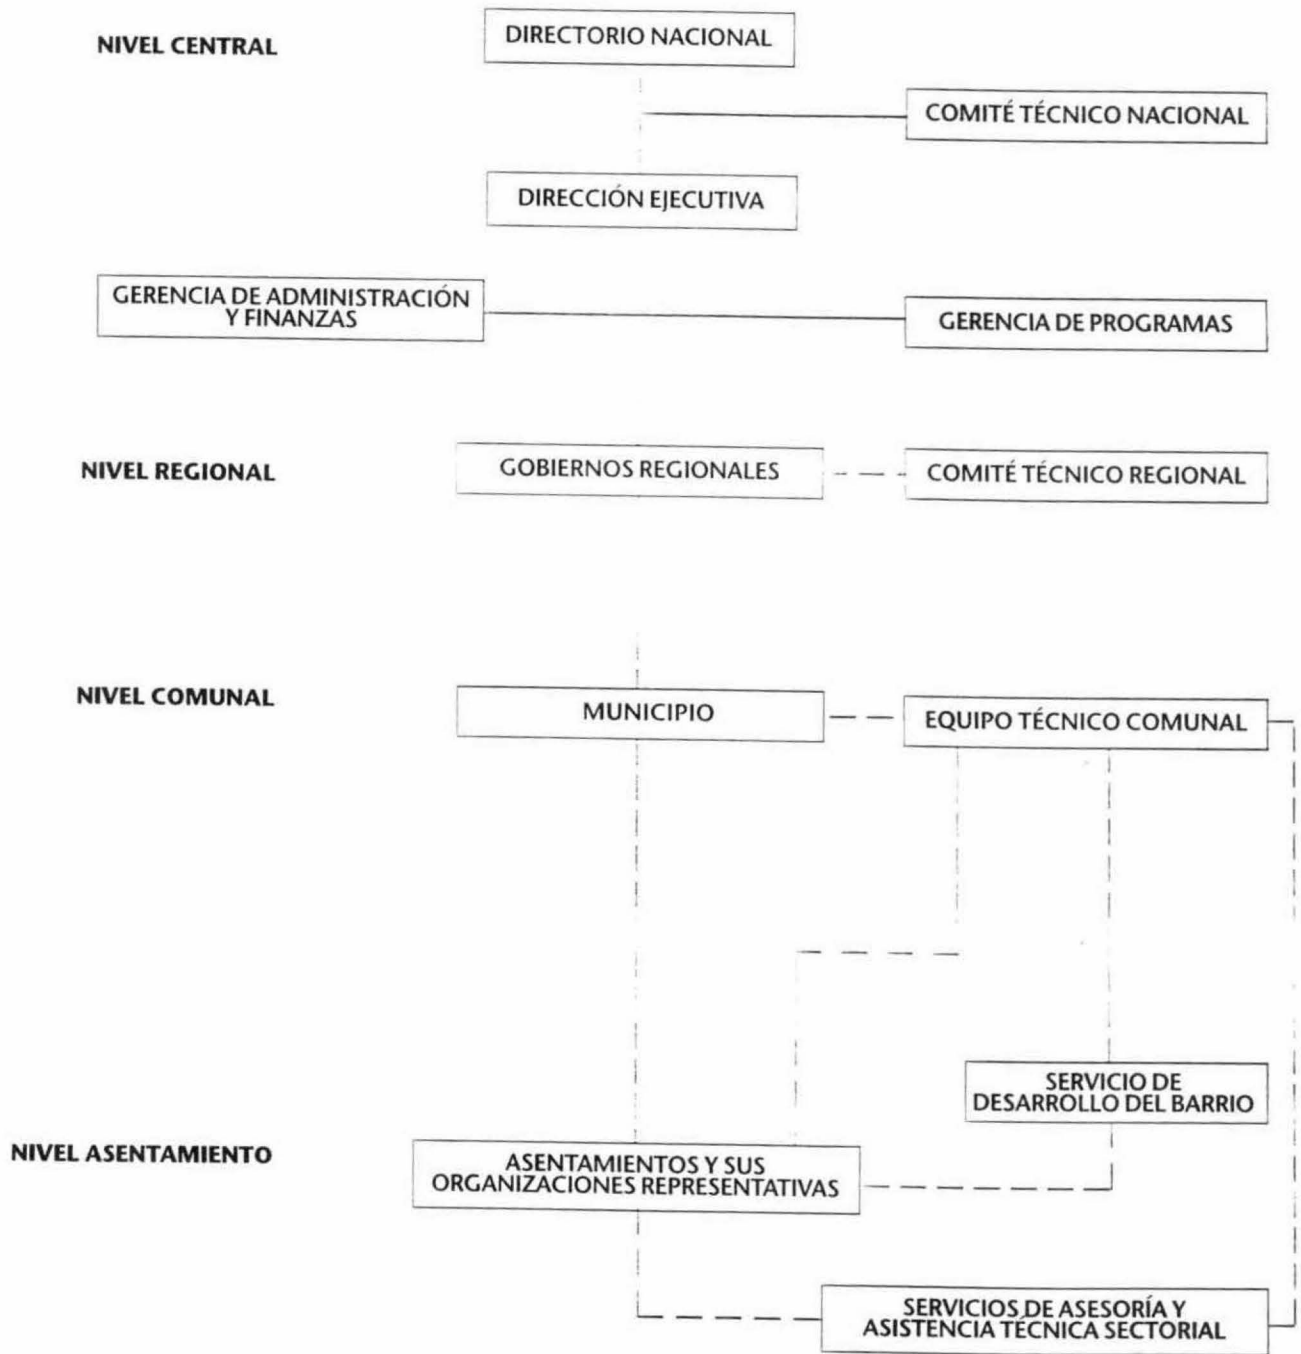 NIVEL CENTRAL
DIRECTORIO NACIONAL
COMITÉ TÉCNICO NACIONAL
DIRECCIÓN EJECUTIVA
GERENCIA DE ADMINISTRACIÓN
Y FINANZAS
GERENCIA DE PROGRAMAS
NIVEL REGIONAL
GOBIERNOS REGIONALES
COMITÉ TÉCNICO REGIONAL
NIVEL COMUNAL
MUNICIPIO
EQUIPO TÉCNICO COMUNAL
SERVICIO DE
DESARROLLO DEL BARRIO
NIVEL ASENTAMIENTO
ASENTAMIENTOS Y SUS
ORGANIZACIONES REPRESENTATIVAS
SERVICIOS DE ASESORÍA Y
ASISTENCIA TÉCNICA SECTORIAL